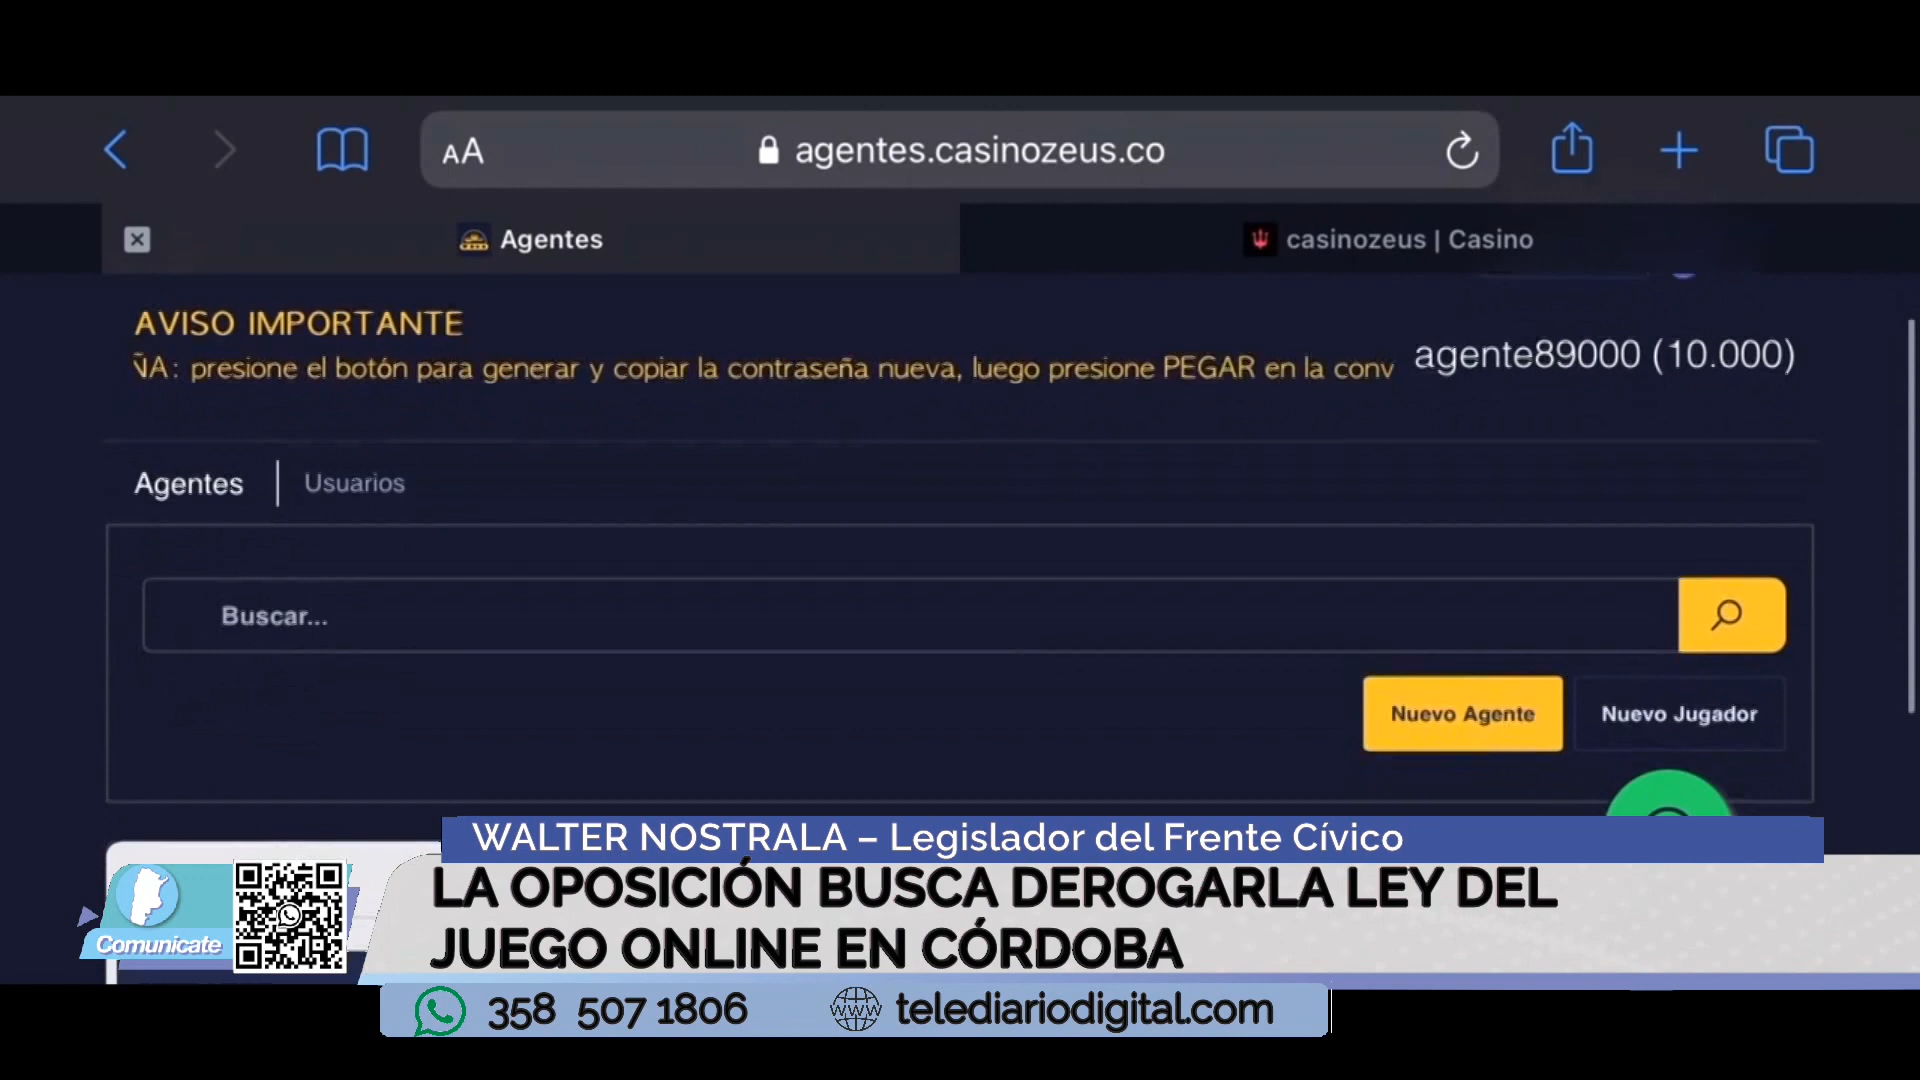 AA
agentes.casinozeus.co
Agentes
casinozeus | Casino
AVISO IMPORTANTE
ÑA: presione el botón para generar y copiar la contraseña nueva, luego presione PEGAR en la conv
agente89000 (10.000)
Agentes
Usuarios
Buscar...
Nuevo Agente
Nuevo Jugador
WALTER NOSTRALA – Legislador del Frente Cívico
LA OPOSICIÓN BUSCA DEROGARLA LEY DEL
JUEGO ONLINE EN CÓRDOBA
Comunicate
358 507 1806
www
telediariodigital.com